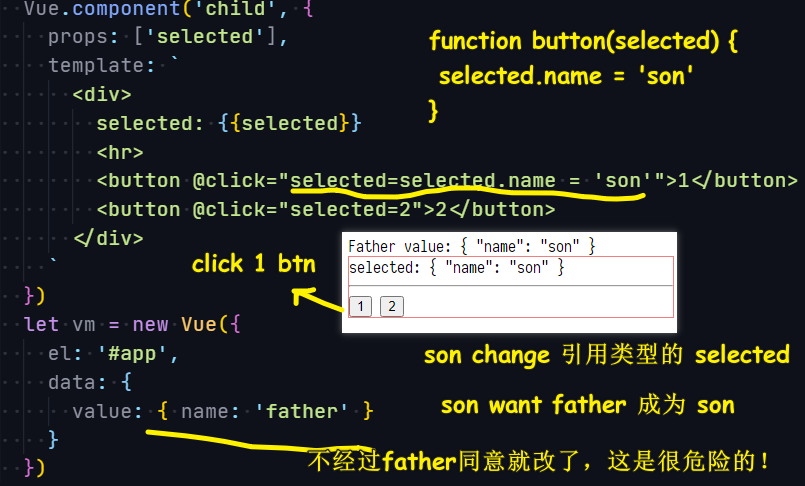 Vue.component('child', {
props: ['selected'],
template: `
<div>
selected: {{selected}}
<hr>
<button @click="selected=selected.name = 'son'">1</button>
<button @click="selected=2">2</button>
</div>
`
})
let vm = new Vue({
el: '#app',
data: {
value: { name: 'father' }
}
})
function button(selected) {
selected.name = 'son'
}
click 1 btn
Father value: { "name": "son" }
selected: { "name": "son" }
1 2
son change 引用类型的 selected
son want father 成为 son
不经过father同意就改了，这是很危险的！